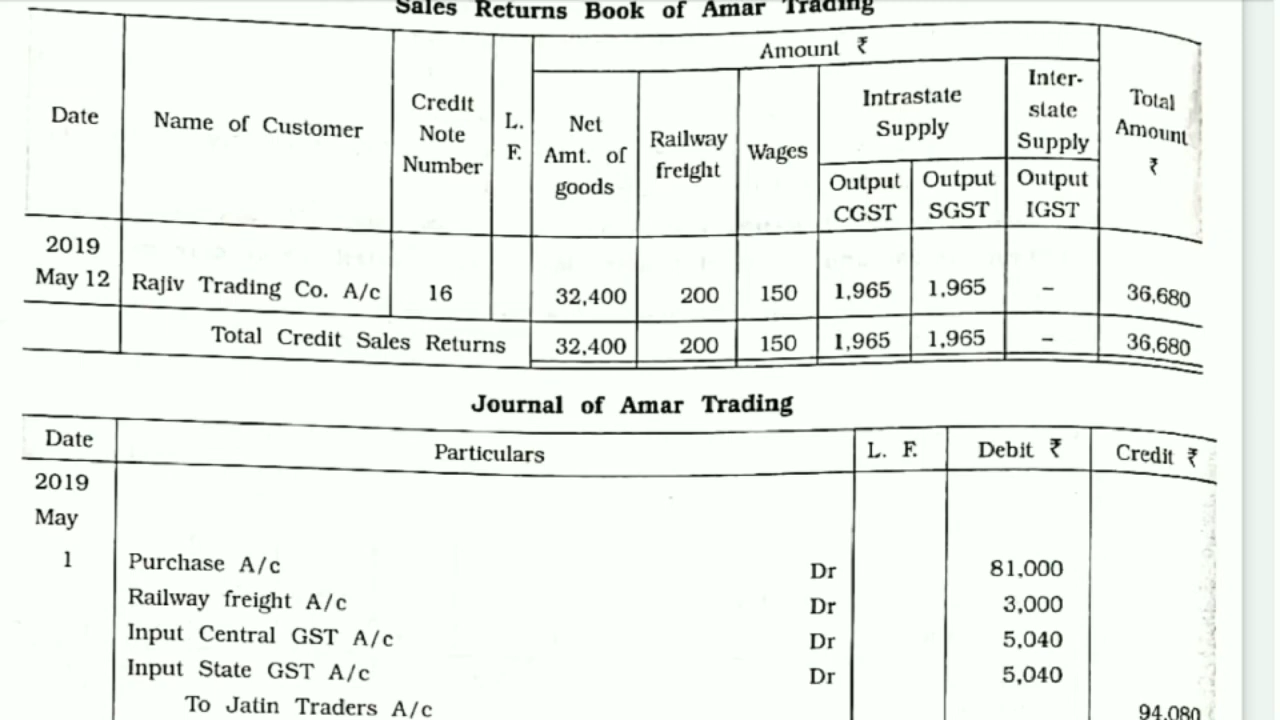 Sales Returns Book of Amar Trading
Date
Name of Customer
Credit Note Number
L. F.
Amount ₹
Net Amt. of goods
Railway freight
Wages
Intrastate Supply
Output CGST
Output SGST
Inter-state Supply
Output IGST
Total Amount ₹
2019
May 12 Rajiv Trading Co. A/c 16 32,400 200 150 1,965 1,965 – 36,680
Total Credit Sales Returns 32,400 200 150 1,965 1,965 – 36,680
Journal of Amar Trading
Date Particulars L. F. Debit ₹ Credit ₹
2019
May
1 Purchase A/c Dr 81,000
Railway freight A/c Dr 3,000
Input Central GST A/c Dr 5,040
Input State GST A/c Dr 5,040
To Jatin Traders A/c 94,080